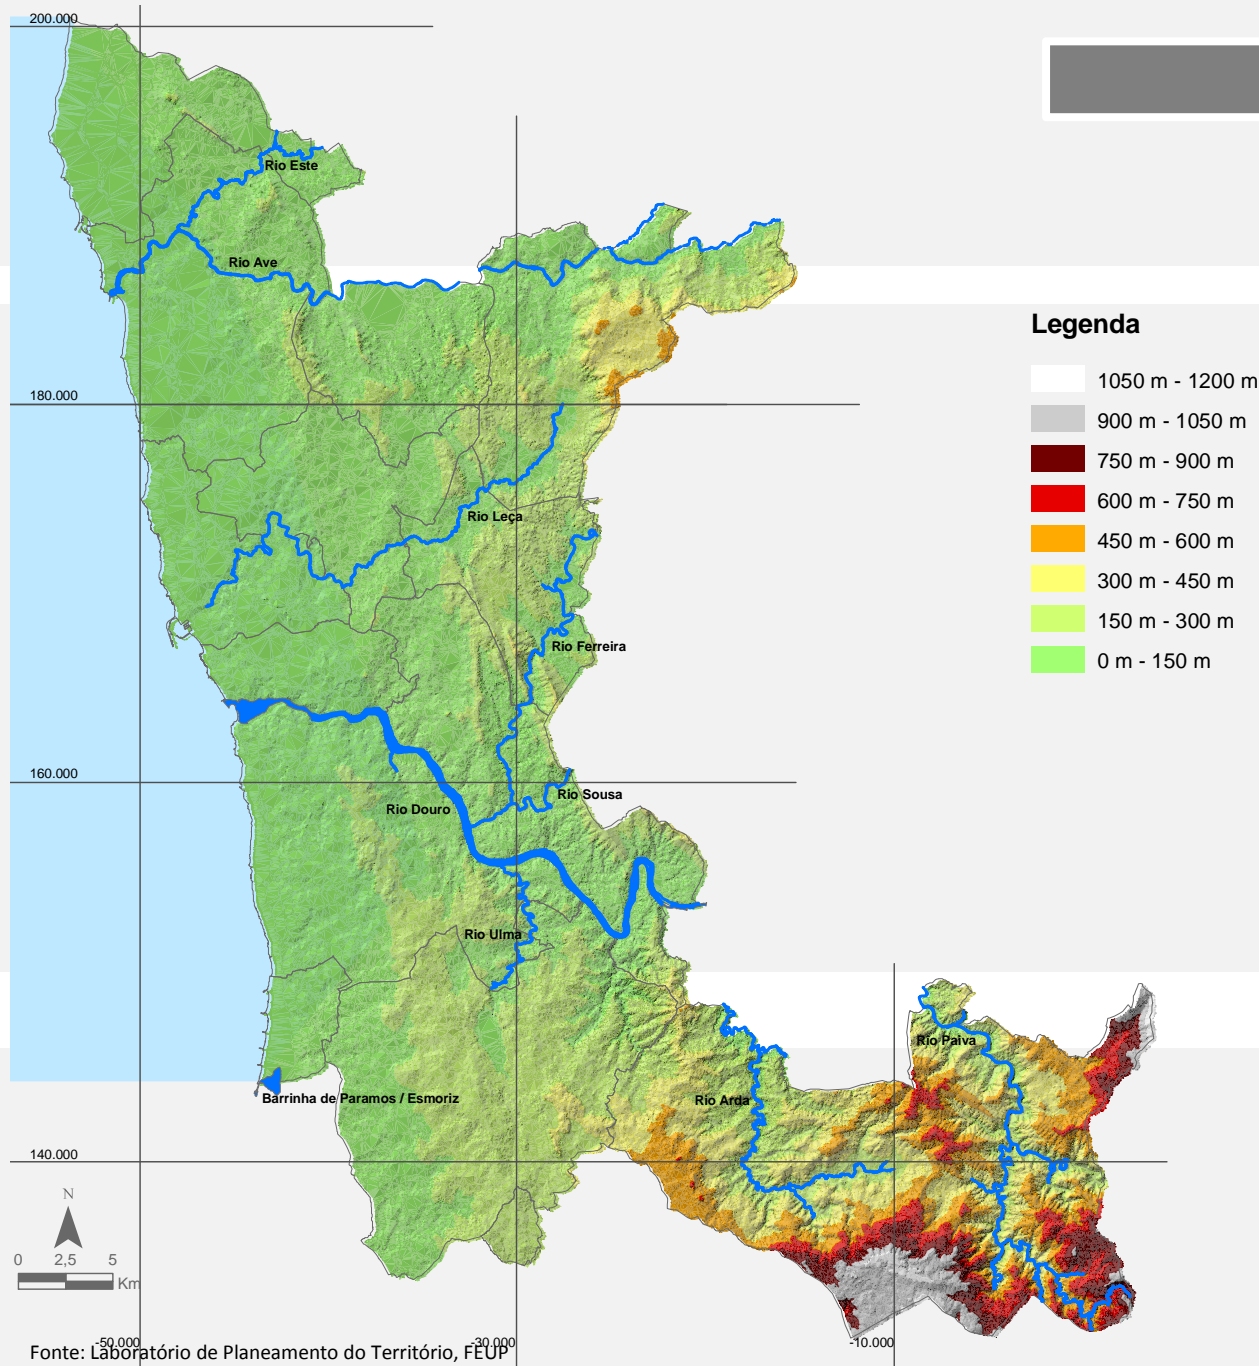 200.000
Rio Este
Rio Ave
Legenda
1050 m - 1200 m
900 m - 1050 m
750 m - 900 m
600 m - 750 m
450 m - 600 m
300 m - 450 m
150 m - 300 m
0 m - 150 m
180.000
Rio Leça
Rio Ferreira
160.000
Rio Sousa
Rio Douro
Rio Ulma
Rio Paiva
Barrinha de Paramos / Esmoriz
Rio Arda
140.000
N
0 2,5 5
Km
-50.000 -30.000 -10.000
Fonte: Laboratório de Planeamento do Território, FEUP